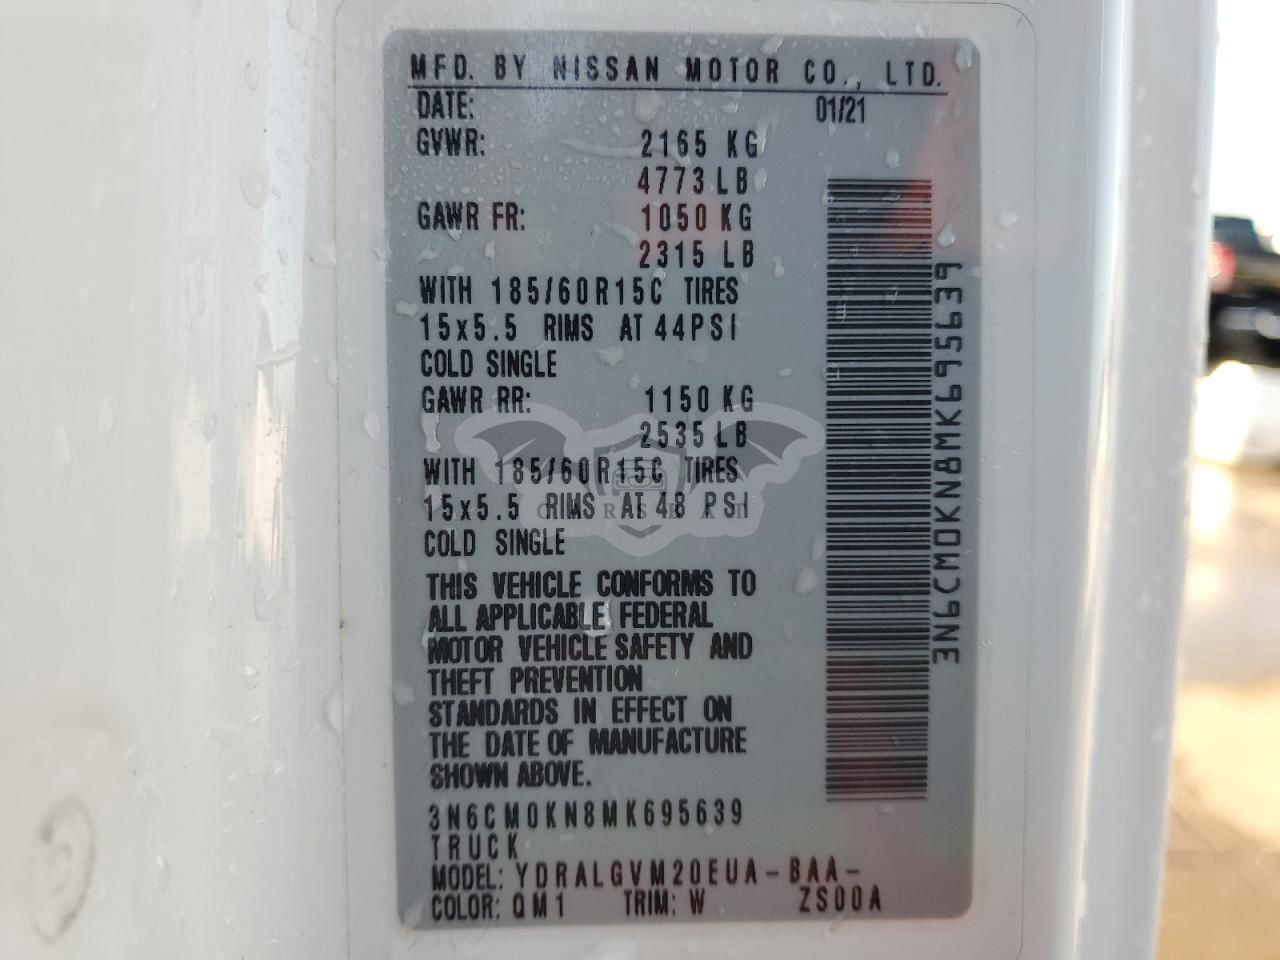 MFD. BY NISSAN MOTOR CO., LTD.
DATE: 01/21
GVWR: 2165 KG
4773 LB
GAWR FR: 1050 KG
2315 LB
WITH 185/60R15C TIRES
15x5.5 RIMS AT 44PSI
COLD SINGLE
GAWR RR: 1150 KG
2535 LB
WITH 185/60R15C TIRES
15x5.5 RIMS AT 48 PSI
COLD SINGLE
THIS VEHICLE CONFORMS TO
ALL APPLICABLE FEDERAL
MOTOR VEHICLE SAFETY AND
THEFT PREVENTION
STANDARDS IN EFFECT ON
THE DATE OF MANUFACTURE
SHOWN ABOVE.
3N6CM0KN8MK695639
TRUCK
MODEL: YDRALGVM20EUA-BAA-
COLOR: QM1 TRIM: W ZS00A
3N6CM0KN8MK695639
CARSBAT